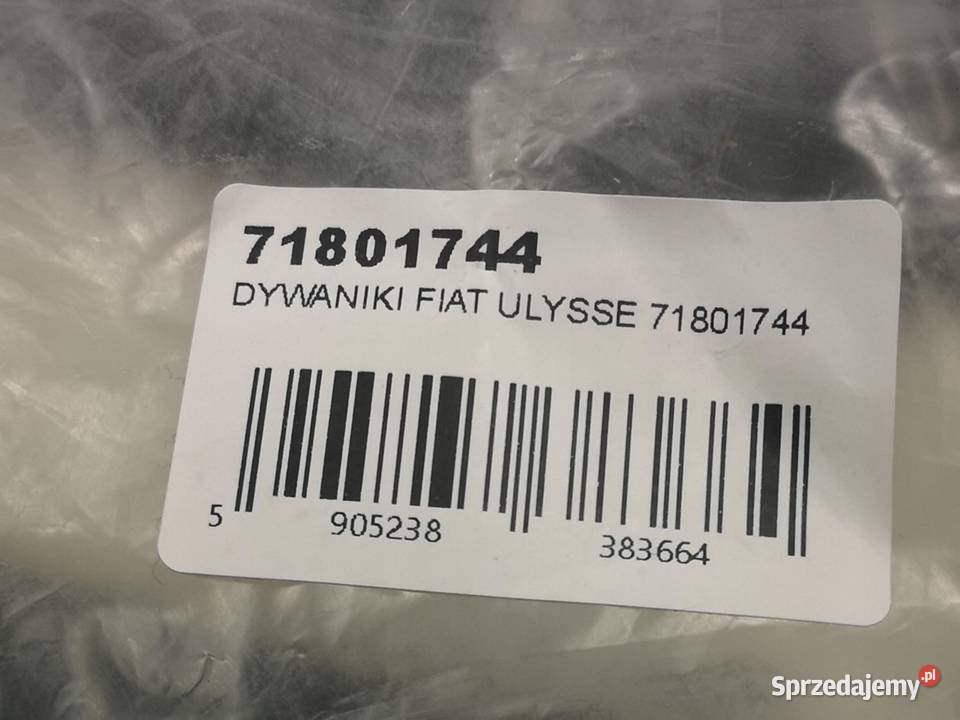 71801744
DYWANIKI FIAT ULYSSE 71801744
5 905238 383664
Sprzedajemy.pl